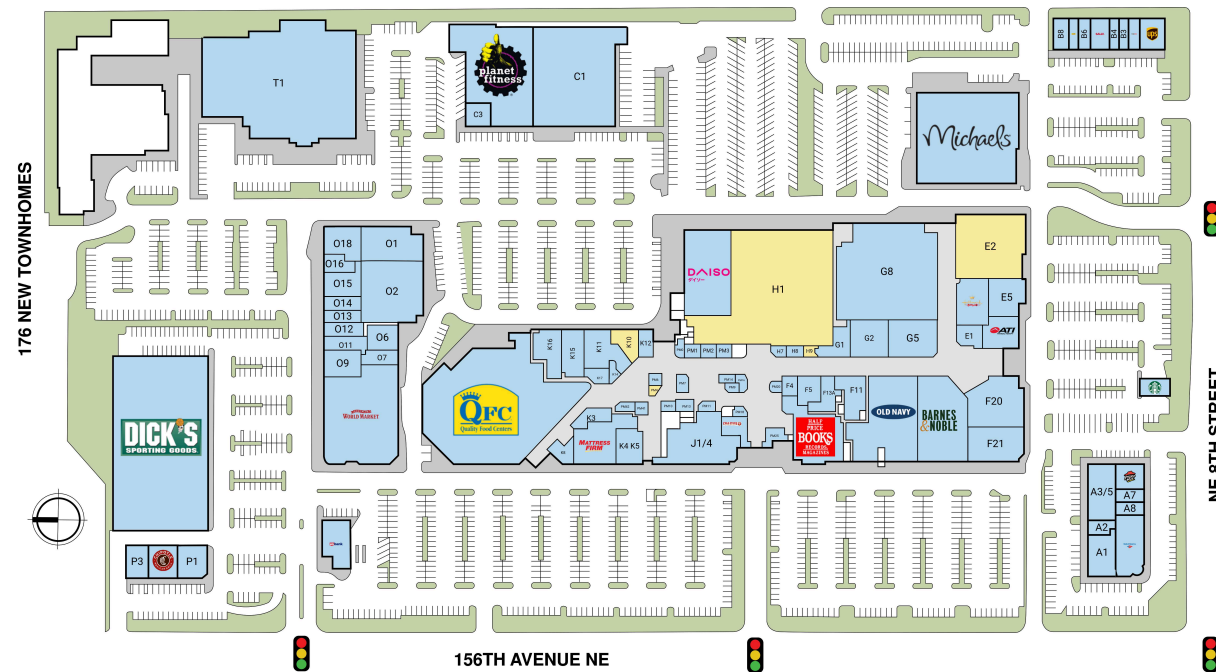 T1
planet
fitness
C1
C3
B8
B6
B4
B3
ups
Michaels
176 NEW TOWNHOMES
O18
O1
O16
O15
O2
O14
O13
O12
O6
O11
O7
O9
WORLD MARKET
DAISO
ダイソー
H1
G8
E2
E5
E1
ATI
G1
G2
G5
K16
K15
K11
K10
K12
PM1
PM2
PM3
H7
H8
H9
QFC
Quality Food Centers
K3
MATTRESS
FIRM
K4
K5
J1/4
F4
F5
F13A
F11
HALF
PRICE
BOOKS
RECORDS
MAGAZINES
OLD NAVY
BARNES
&NOBLE
F20
F21
DICK'S
SPORTING GOODS
P3
P1
A3/5
A7
A8
A2
A1
NE 8TH STREET
156TH AVENUE NE